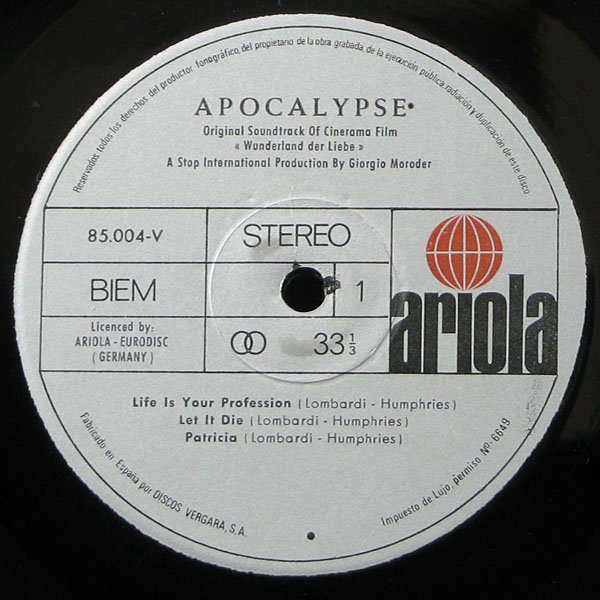 Reservados todos los derechos del productor fonográfico, del propietario de la obra grabada, de la ejecución pública, radiación y duplicación de este disco
APOCALYPSE
Original Soundtrack Of Cinerama Film
« Wunderland der Liebe »
A Stop International Production By Giorgio Moroder
85.004-V
STEREO
BIEM
1
Licenced by:
ARIOLA - EURODISC
( GERMANY )
33 1/3
ariola
Life Is Your Profession ( Lombardi - Humphries )
Let It Die ( Lombardi - Humphries )
Patricia ( Lombardi - Humphries )
Fabricado en España por DISCOS VERGARA, S.A.
Impuesto de Lujo, permiso No. 6649